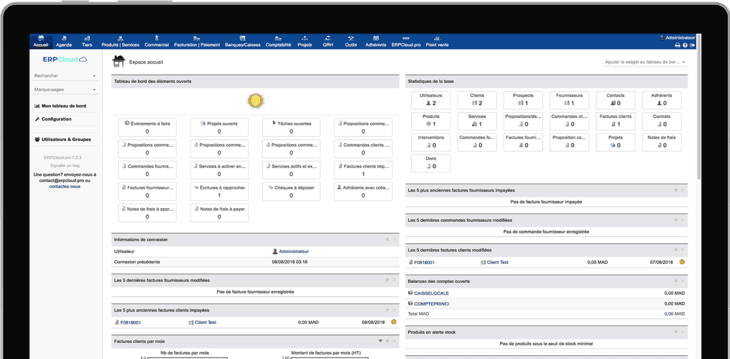 Accueil Agenda Tiers Produits | Services Commercial Facturation | Paiement Banques/Caisses Comptabilité Projets GRH Outils Adhérents ERPCloud.pro Point vente
Administrateur
ERPCloud
Rechercher
Marque-pages
Mon tableau de bord
Configuration
Utilisateurs & Groupes
ERPCloud.pro 7.3.3
Signaler un bug
Une question? envoyez-nous à
contact@erpcloud.pro ou
contactez-nous
Espace accueil
Ajouter le widget au tableau de bor...
Tableau de bord des éléments ouverts
Événements à faire
0
Projets ouverts
0
Tâches ouvertes
0
Propositions comme...
0
Propositions comme...
0
Propositions comme...
0
Propositions comme...
0
Commandes clients ...
0
Commandes fournis...
0
Services à activer en...
0
Services actifs et ex...
0
Factures clients imp...
1
Factures fournisseur...
0
Écritures à rapprocher
1
Chèques à déposer
0
Adhérents avec cotis...
0
Notes de frais à appr...
0
Notes de frais à payer
0
Informations de connexion
Utilisateur Administrateur
Connexion précédente 08/08/2018 03:16
Les 5 dernières factures fournisseurs modifiées
Pas de facture fournisseur enregistrée
Les 5 plus anciennes factures clients impayées
F0818001 Client Test 0,00 MAD 08/08/2018
Factures clients par mois
Nb de factures par mois Montant de factures par mois (HT)
Statistiques de la base
Utilisateurs
2
Clients
2
Prospects
1
Fournisseurs
1
Contacts
0
Adhérents
0
Produits
1
Services
1
Propositions/de...
0
Commandes cli...
0
Factures clients
1
Contrats
0
Interventions
0
Commandes fo...
0
Factures fourni...
0
Proposition co...
0
Projets
0
Notes de frais
0
Dons
0
Les 5 plus anciennes factures fournisseurs impayées
Pas de facture fournisseur impayée
Les 5 dernières commandes fournisseurs modifiées
Pas de commande fournisseur enregistrée
Les 5 dernières factures clients modifiées
F0818001 Client Test 0,00 MAD 07/08/2018
Balances des comptes ouverts
CAISSELOCALE 0,00 MAD
COMPTEPRINCI 0,00 MAD
Total MAD 0,00 MAD
Produits en alerte stock
Pas de produits sous le seuil de stock minimal